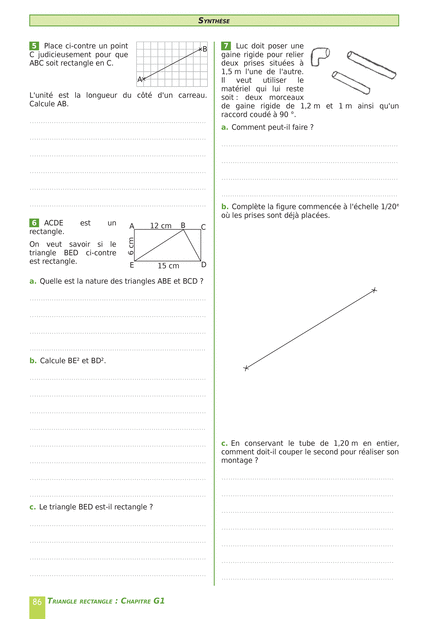 SYNTHÈSE
5 Place ci-contre un point
C judicieusement pour que
ABC soit rectangle en C.
B
A
L'unité est la longueur du côté d'un carreau.
Calcule AB.
6 ACDE est un
rectangle.
On veut savoir si le
triangle BED ci-contre
est rectangle.
A 12 cm B C
6 cm
E 15 cm D
a. Quelle est la nature des triangles ABE et BCD ?
b. Calcule BE² et BD².
c. Le triangle BED est-il rectangle ?
7 Luc doit poser une
gaine rigide pour relier
deux prises situées à
1,5 m l'une de l'autre.
Il veut utiliser le
matériel qui lui reste
soit : deux morceaux
de gaine rigide de 1,2 m et 1 m ainsi qu'un
raccord coudé à 90 °.
a. Comment peut-il faire ?
b. Complète la figure commencée à l'échelle 1/20ᵉ
où les prises sont déjà placées.
c. En conservant le tube de 1,20 m en entier,
comment doit-il couper le second pour réaliser son
montage ?
86 TRIANGLE RECTANGLE : CHAPITRE G1